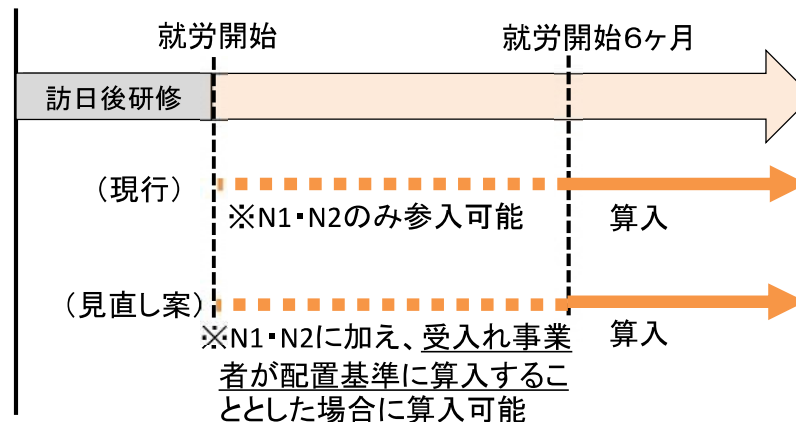 就労開始
就労開始6ヶ月
訪日後研修
（現行）
※N1・N2のみ参入可能
算入
（見直し案）
※N1・N2に加え、受入れ事業
者が配置基準に算入するこ
ととした場合に算入可能
算入